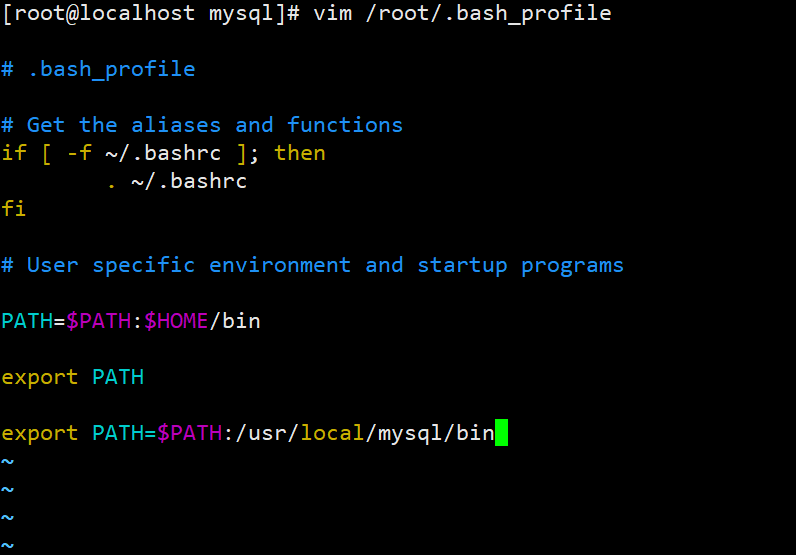 [root@localhost mysql]# vim /root/.bash_profile
# .bash_profile
# Get the aliases and functions
if [ -f ~/.bashrc ]; then
        . ~/.bashrc
fi
# User specific environment and startup programs
PATH=$PATH:$HOME/bin
export PATH
export PATH=$PATH:/usr/local/mysql/bin
~
~
~
~